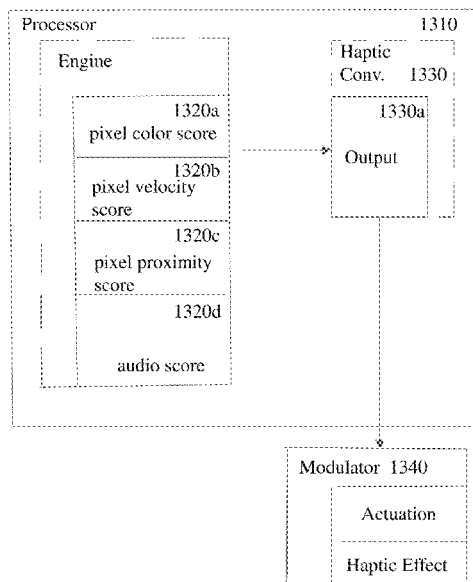 Processor 1310
Engine
Haptic
Conv. 1330
1320a
pixel color score
1330a
Output
1320b
pixel velocity
score
1320c
pixel proximity
score
1320d
audio score
Modulator 1340
Actuation
Haptic Effect